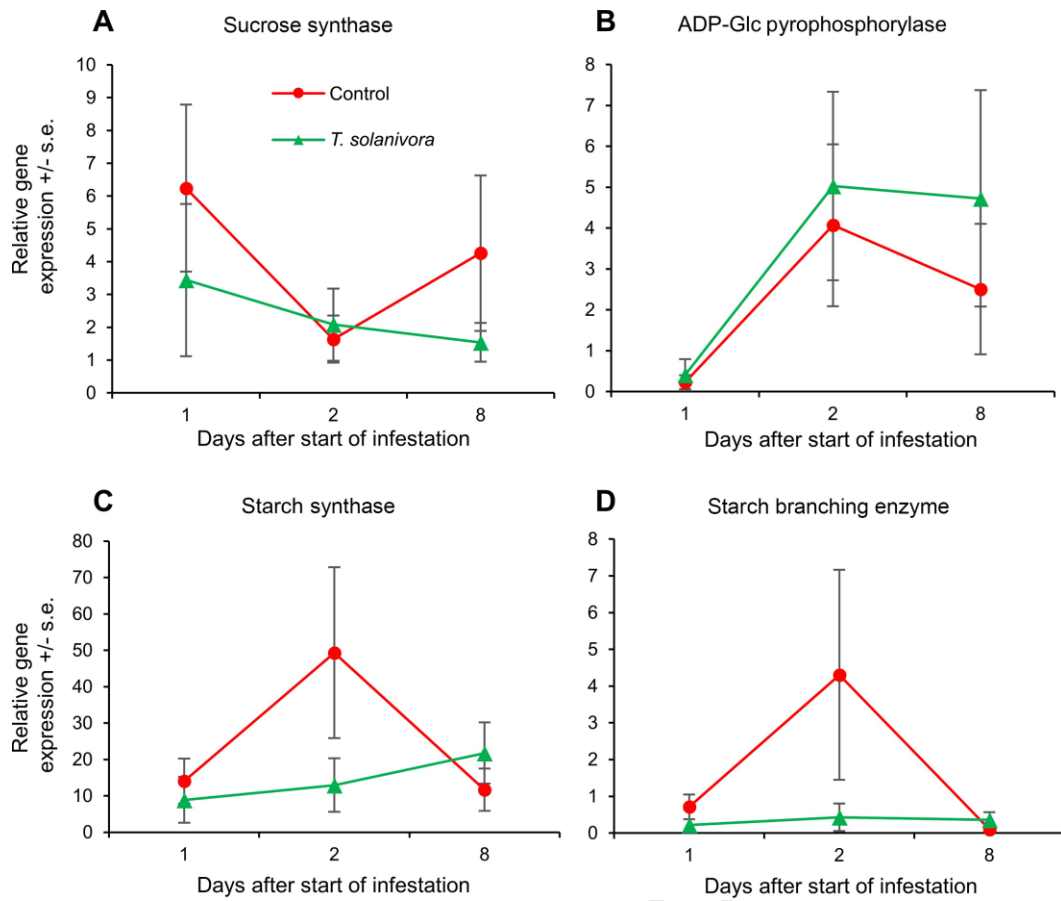 A Sucrose synthase
Relative gene
expression +/- s.e.
10
9
8
7
6
5
4
3
2
1
0
Control
T. solanivora
1 2 8
Days after start of infestation
B ADP-Glc pyrophosphorylase
8
7
6
5
4
3
2
1
0
1 2 8
Days after start of infestation
C Starch synthase
Relative gene
expression +/- s.e.
80
70
60
50
40
30
20
10
0
1 2 8
Days after start of infestation
D Starch branching enzyme
8
7
6
5
4
3
2
1
0
1 2 8
Days after start of infestation